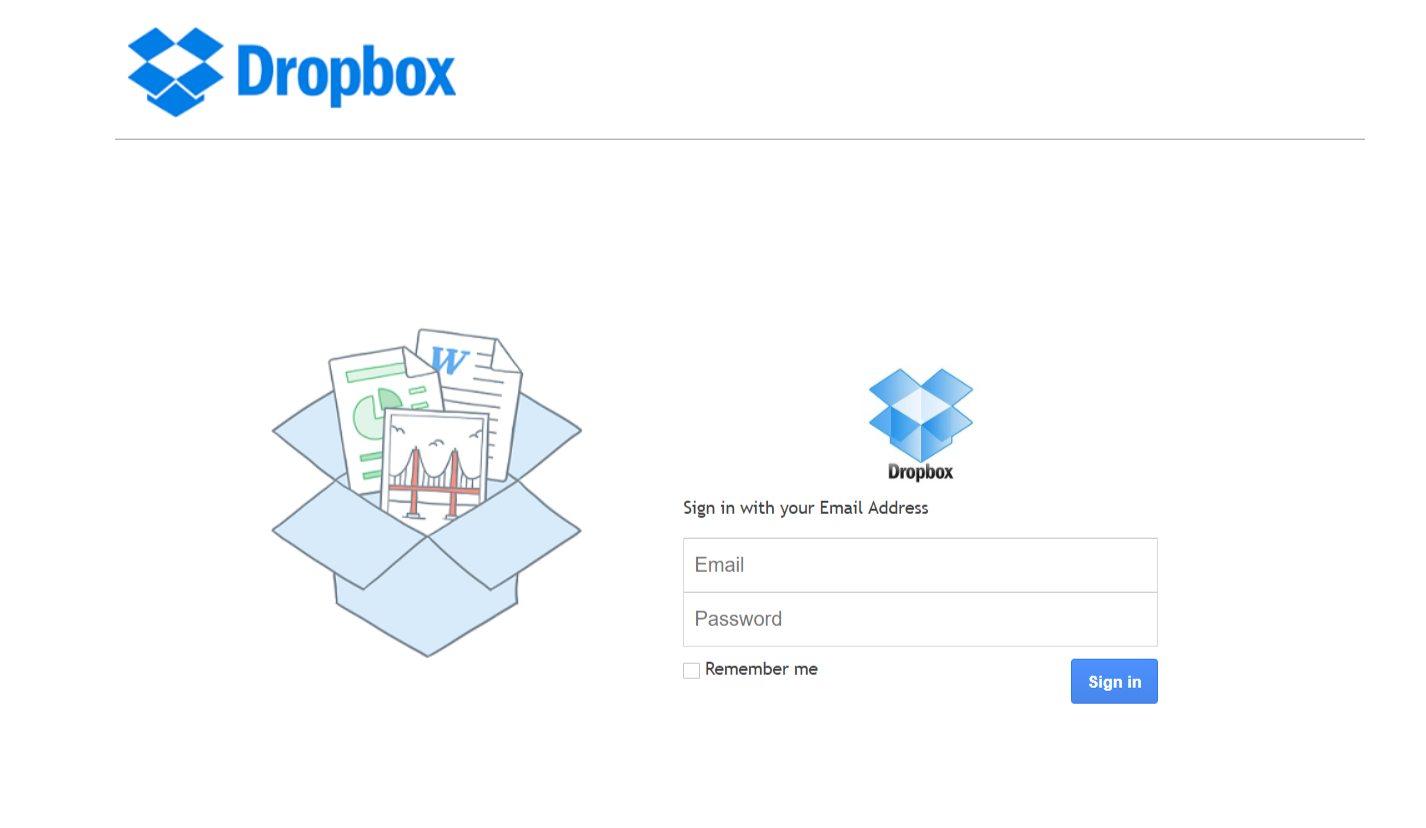 Dropbox
W
Dropbox
Sign in with your Email Address
Email
Password
Remember me
Sign in